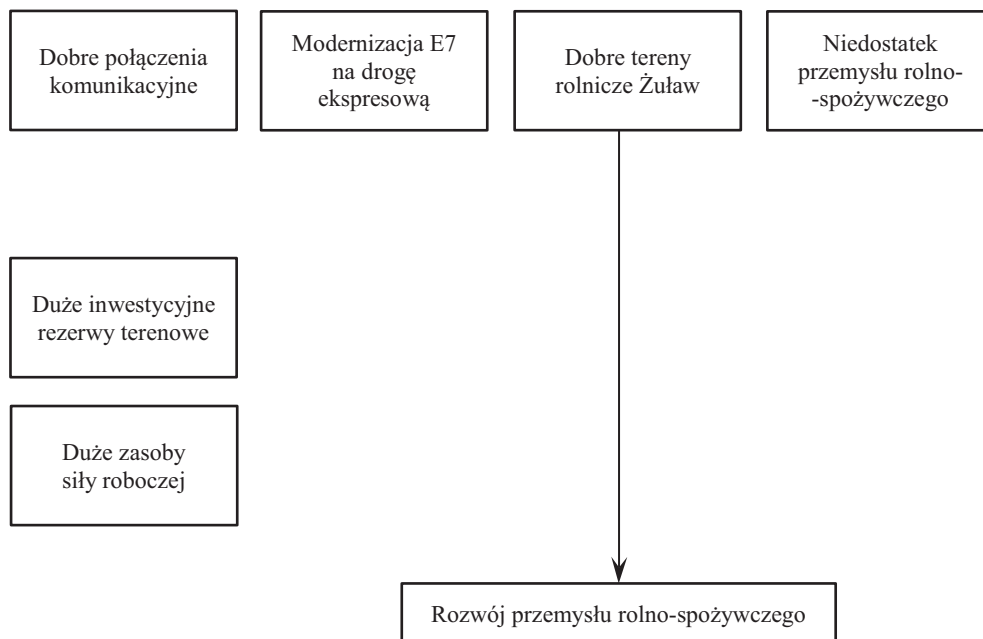 Dobre połączenia
komunikacyjne
Modernizacja E7
na drogę
ekspresową
Dobre tereny
rolnicze Żuław
Niedostatek
przemysłu rolno-
-spożywczego
Duże inwestycyjne
rezerwy terenowe
Duże zasoby
siły roboczej
Rozwój przemysłu rolno-spożywczego